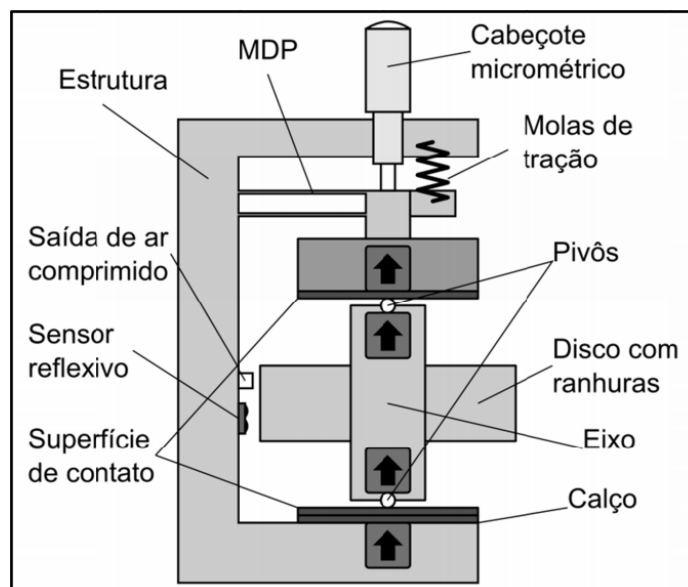 Cabeçote
micrométrico
MDP
Estrutura
Molas de
tração
Saída de ar
comprimido
Pivôs
Sensor
reflexivo
Disco com
ranhuras
Superfície
de contato
Eixo
Calço